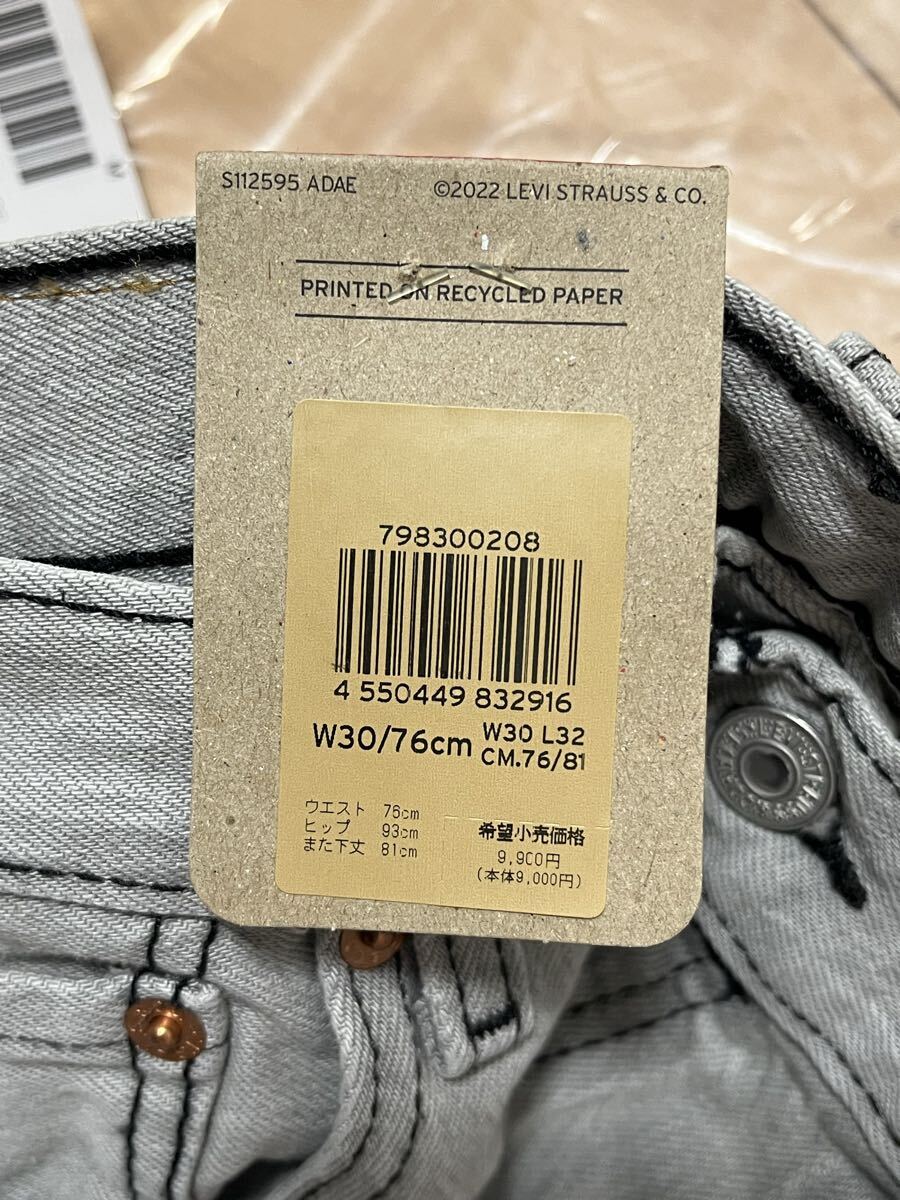 S112595 ADAE ©2022 LEVI STRAUSS & CO.
PRINTED ON RECYCLED PAPER
798300208
4 550449 832916
W30/76cm
W30 L32
CM.76/81
ウエスト 76cm
ヒップ 93cm
また下丈 81cm
希望小売価格
9,900円
(本体9,000円)